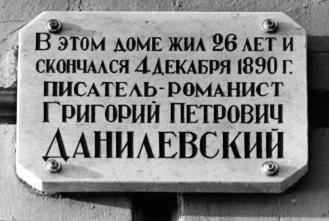 В ЭТОМ ДОМЕ ЖИЛ 26 ЛЕТ И
СКОНЧАЛСЯ 4 ДЕКАБРЯ 1890 Г.
ПИСАТЕЛЬ-РОМАНИСТ
ГРИГОРИЙ ПЕТРОВИЧ
ДАНИЛЕВСКИЙ